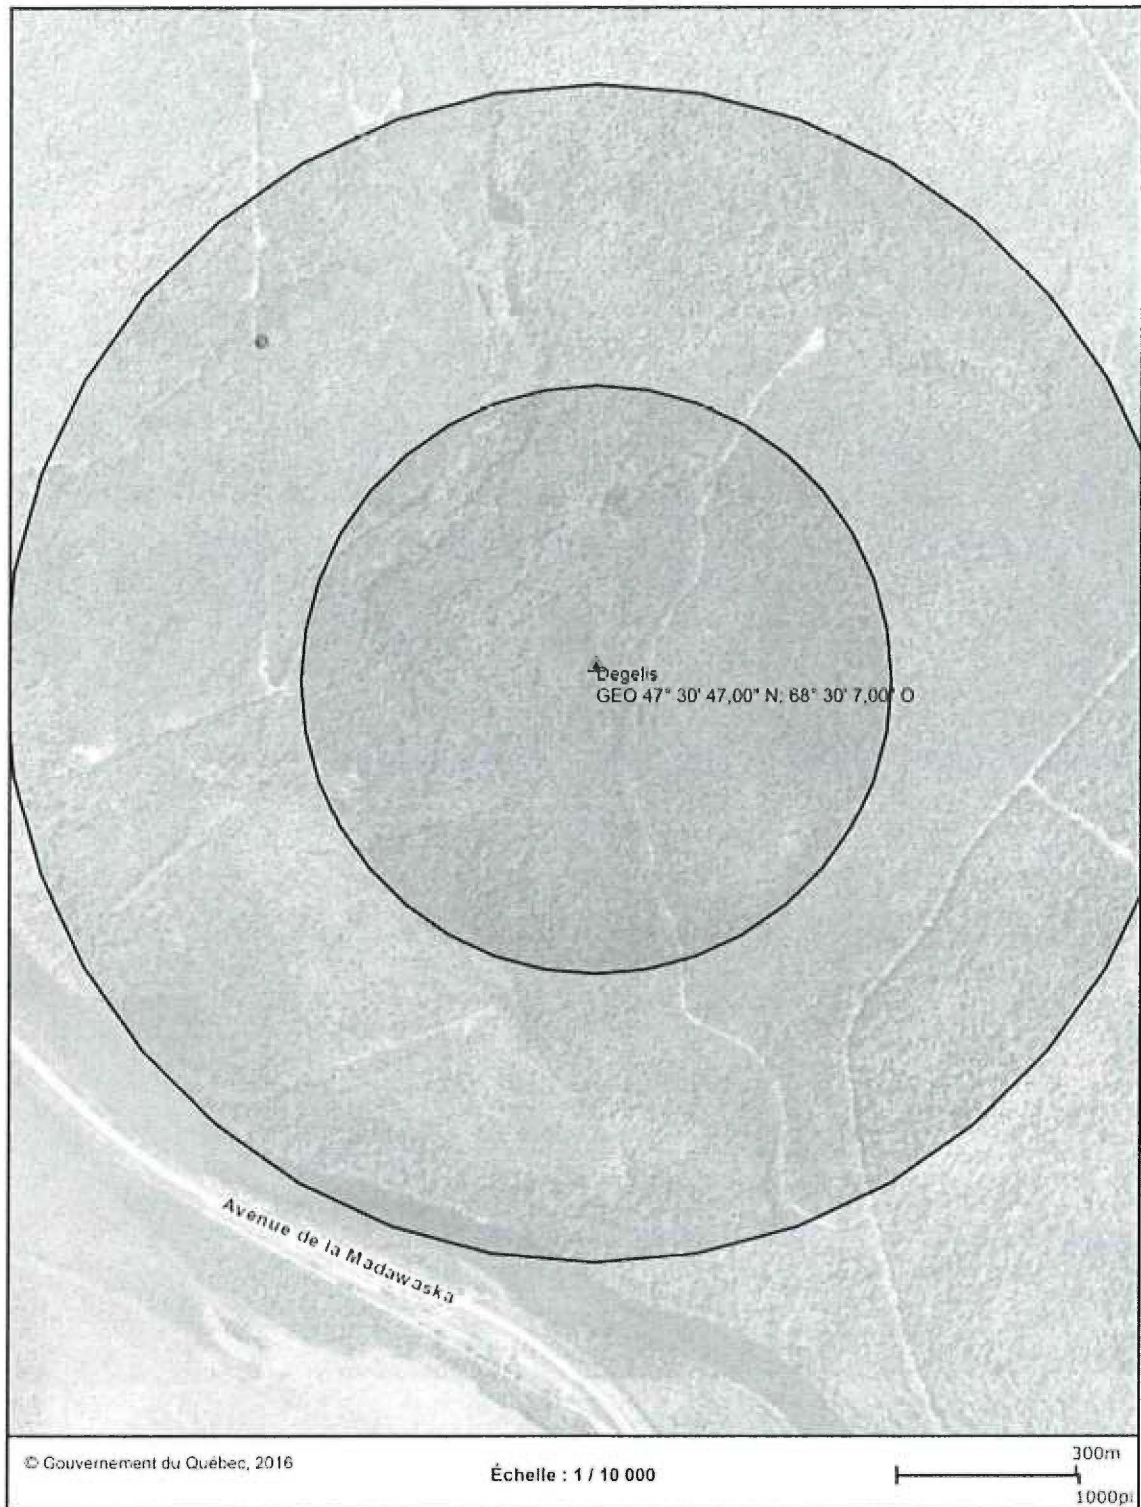 Degelis
GEO 47° 30' 47,00" N; 68° 30' 7,00" O
Avenue de la Madawaska
© Gouvernement du Québec, 2016
Échelle : 1 / 10 000
300m
1000pi